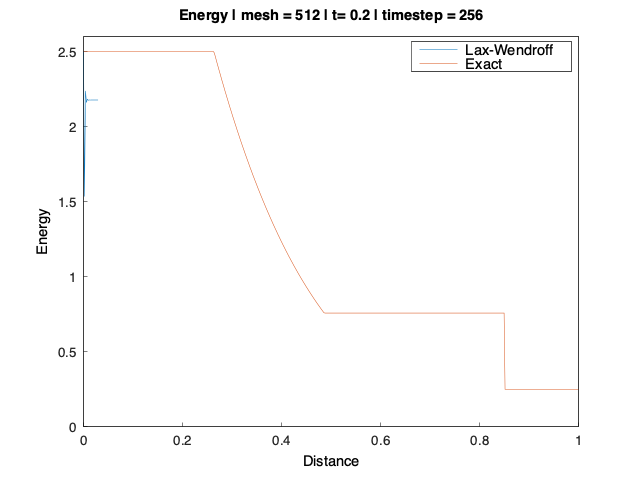 Energy | mesh = 512 | t= 0.2 | timestep = 256
Lax-Wendroff
Exact
2.5
2
1.5
1
0.5
0
Energy
0 0.2 0.4 0.6 0.8 1
Distance